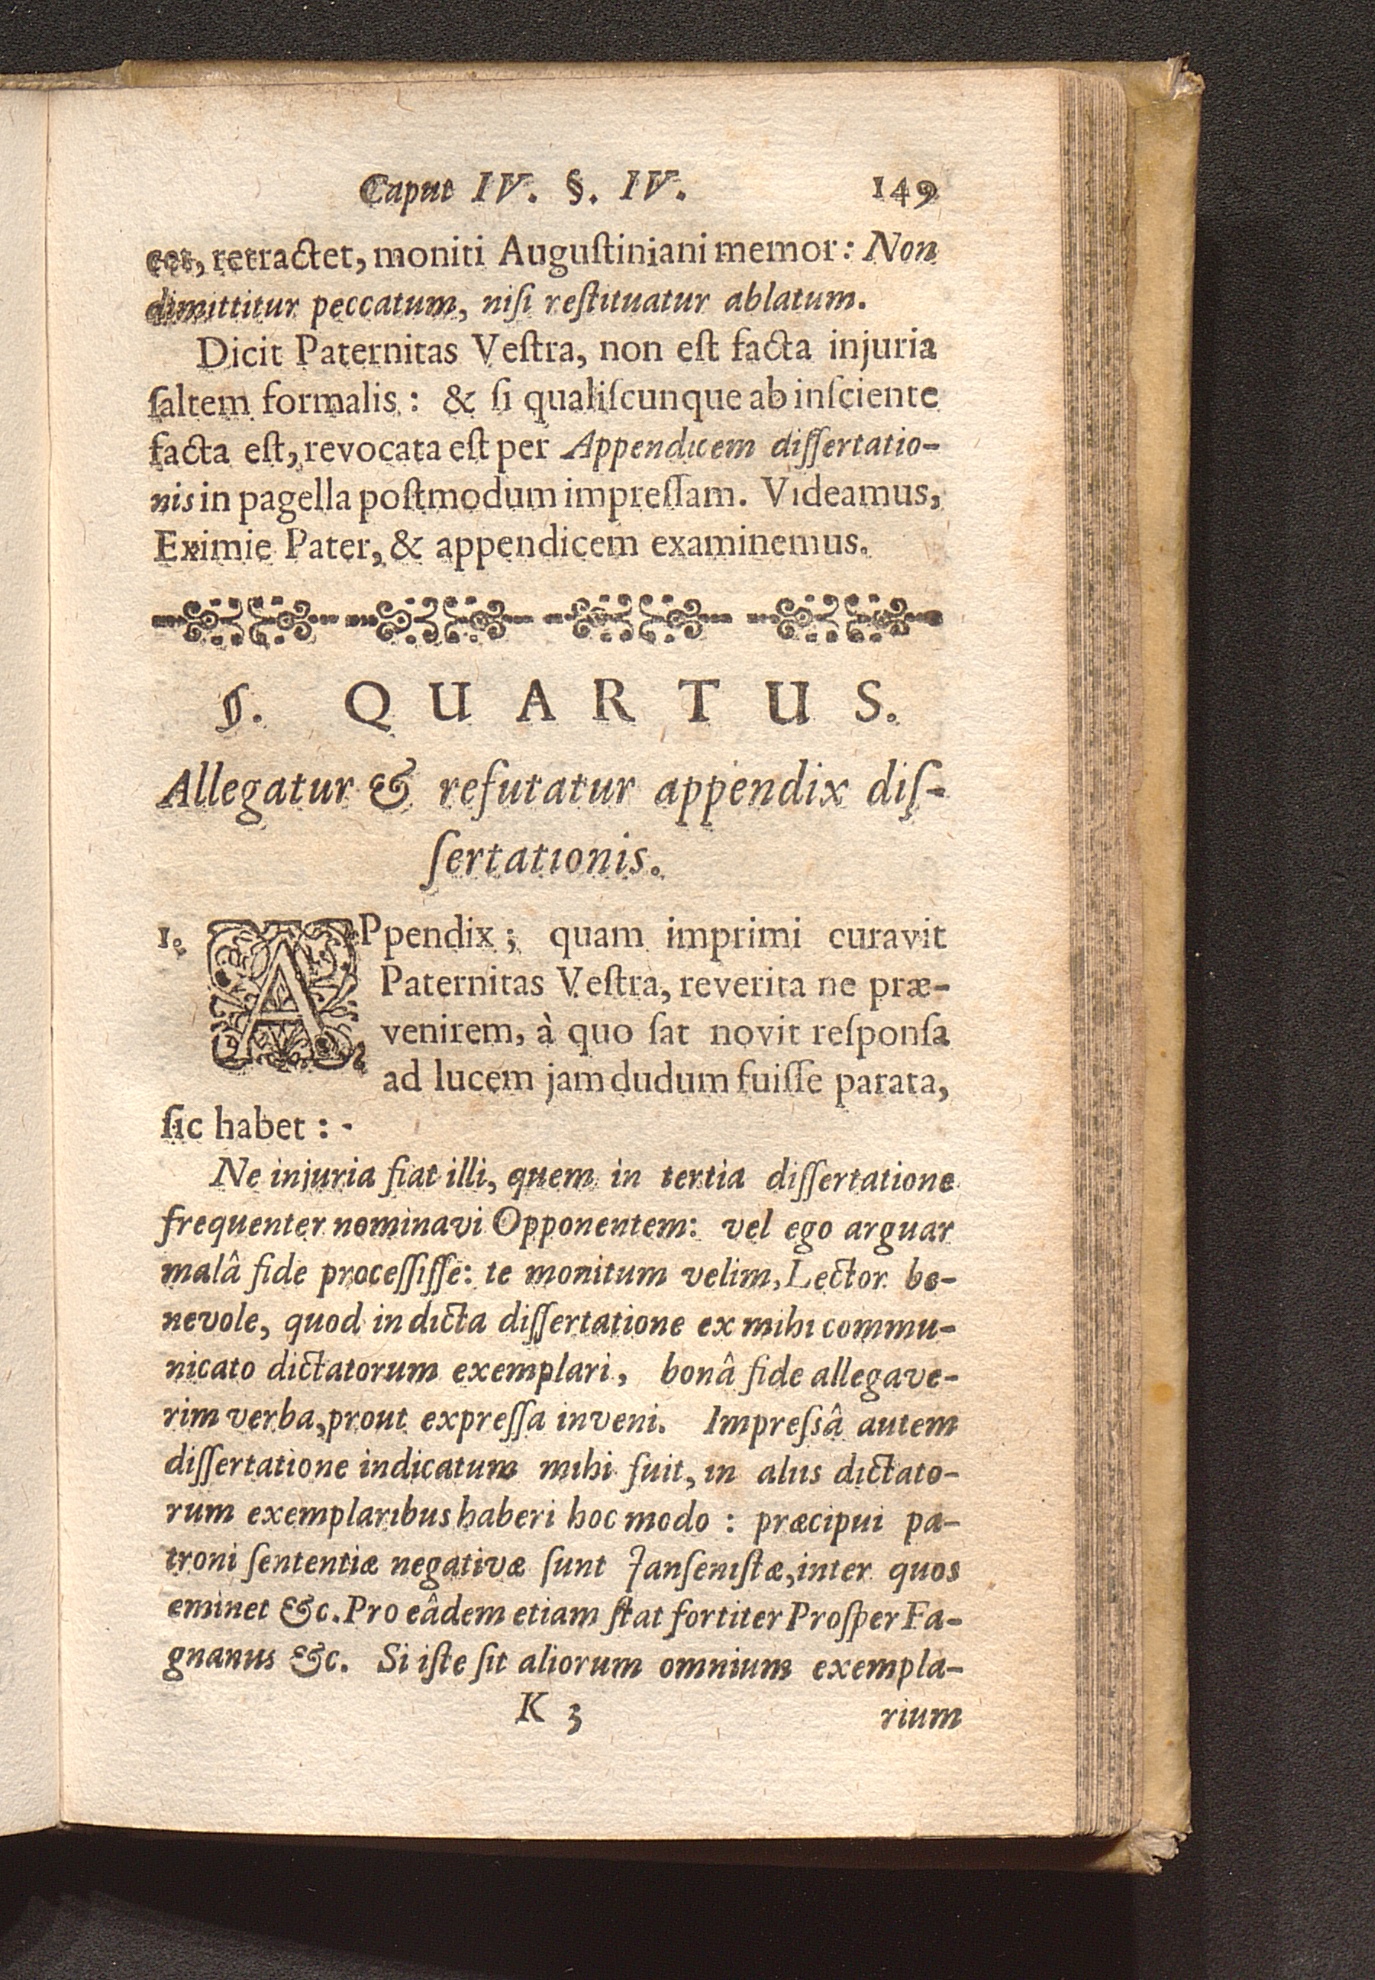 Caput IV. §. IV. 149
cet, retractet, moniti Auguſtiniani memor: Non
dimittitur peccatum, niſi reſtituatur ablatum.
Dicit Paternitas Veſtra, non eſt facta injuria
ſaltem formalis: & ſi qualiſcunque ab inſciente
facta eſt, revocata eſt per Appendicem diſſertatio-
nis in pagella poſtmodum impreſſam. Videamus,
Eximie Pater, & appendicem examinemus.
§. QUARTUS.
Allegatur & refutatur appendix diſ-
ſertationis.
1. APpendix; quam imprimi curavit
Paternitas Veſtra, reverita ne præ-
venirem, à quo ſat novit reſponſa
ad lucem jam dudum fuiſſe parata,
ſic habet: -
Ne injuria fiat illi, quem in tertia diſſertatione
frequenter nominavi Opponentem: vel ego arguar
malâ fide proceſſiſſe: te monitum velim, Lector be-
nevole, quod in dicta diſſertatione ex mihi commu-
nicato dictatorum exemplari, bonâ fide allegave-
rim verba, prout expreſſa inveni. Impreſsâ autem
diſſertatione indicatum mihi fuit, in aliis dictato-
rum exemplaribus haberi hoc modo: præcipui pa-
troni ſententiæ negativæ ſunt Janſeniſtæ, inter quos
eminet &c. Pro eâdem etiam ſtat fortiter Proſper Fa-
gnanus &c. Si iſte ſit aliorum omnium exempla-
K 3 rium